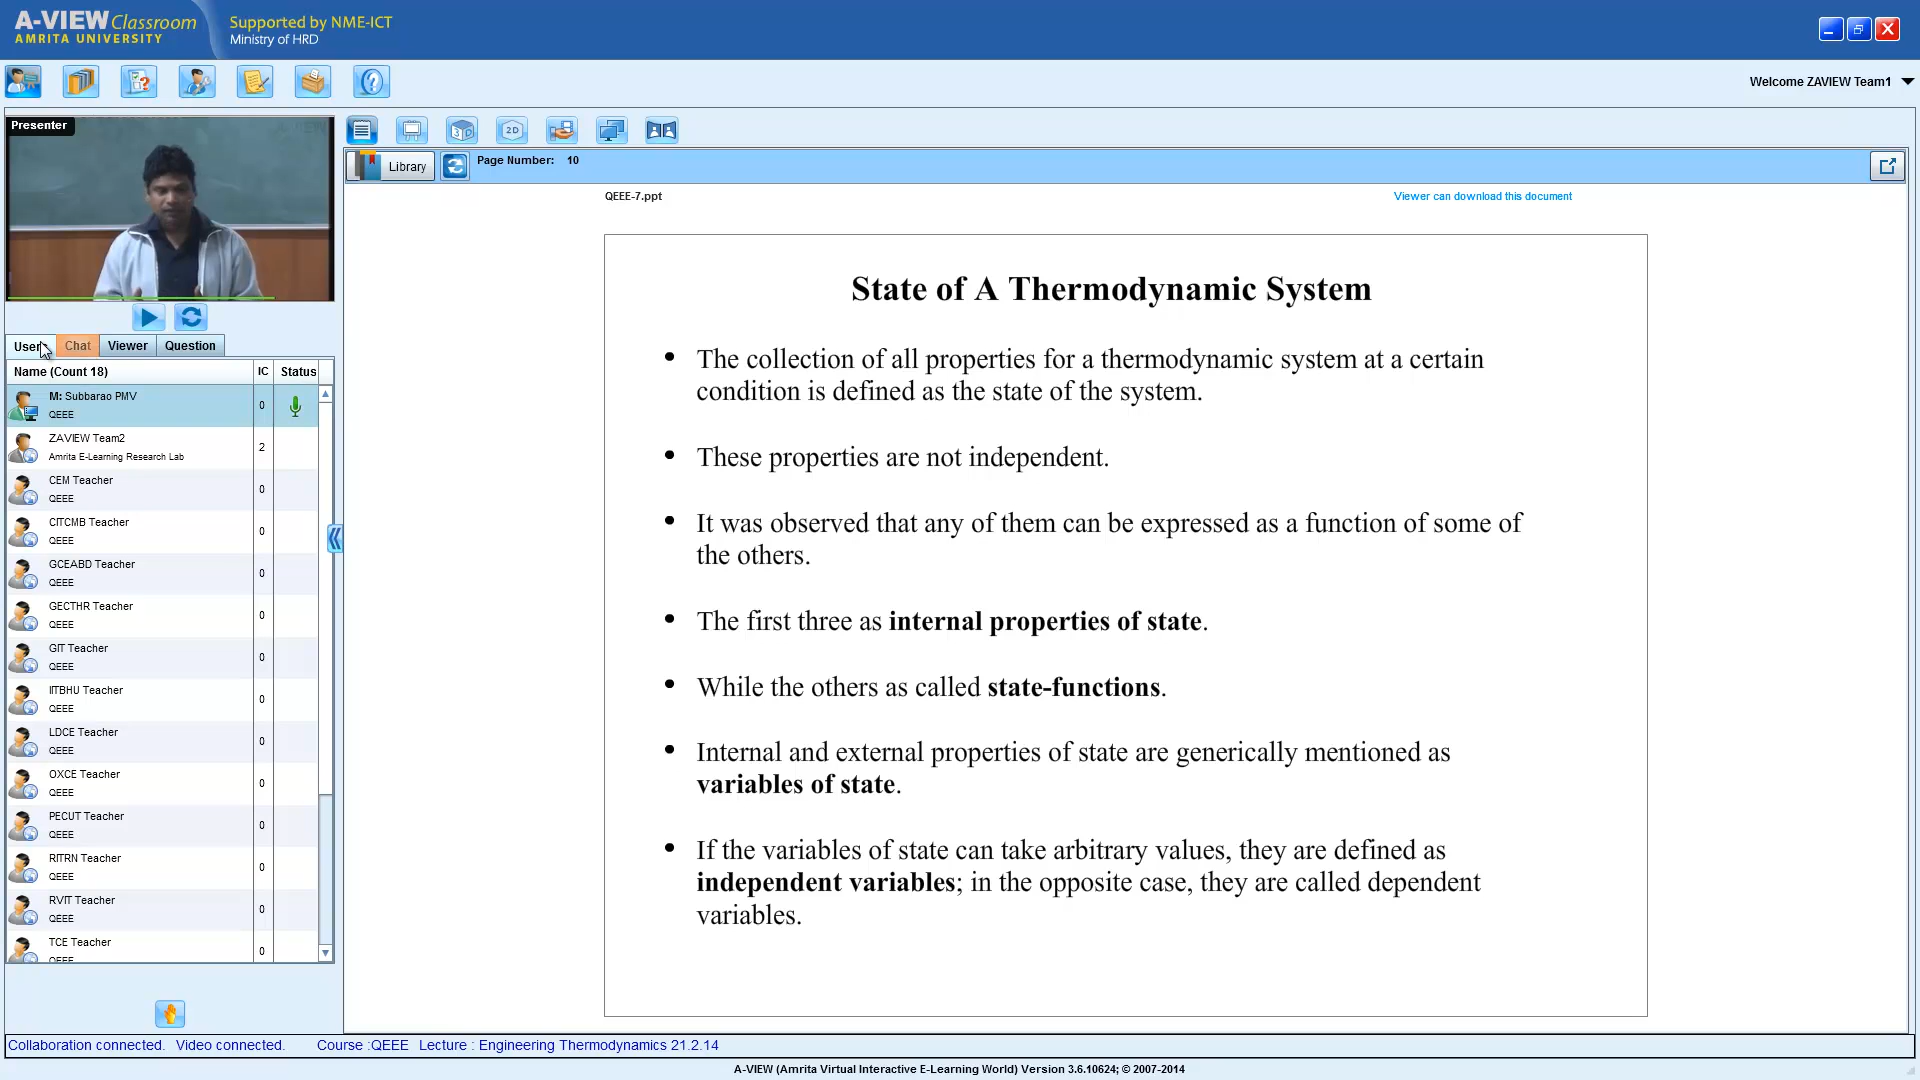 A-VIEW Classroom
AMRITA UNIVERSITY
Supported by NME-ICT
Ministry of HRD
Welcome ZAVIEW Team1
Presenter
Library
Page Number: 10
QEEE-7.ppt
Viewer can download this document
Chat
Viewer
Question
Name (Count 18)
IC
Status
M: Subbarao PMV
QEEE
0
ZAVIEW Team2
Amrita E-Learning Research Lab
2
CEM Teacher
QEEE
0
CITCMB Teacher
QEEE
0
GCEABD Teacher
QEEE
0
GECTHR Teacher
QEEE
0
GIT Teacher
QEEE
0
IITBHU Teacher
QEEE
0
LDCE Teacher
QEEE
0
OXCE Teacher
QEEE
0
PECUT Teacher
QEEE
0
RITRN Teacher
QEEE
0
RVIT Teacher
QEEE
0
TCE Teacher
QEEE
0
State of A Thermodynamic System
• The collection of all properties for a thermodynamic system at a certain
condition is defined as the state of the system.
• These properties are not independent.
• It was observed that any of them can be expressed as a function of some of
the others.
• The first three as internal properties of state.
• While the others as called state-functions.
• Internal and external properties of state are generically mentioned as
variables of state.
• If the variables of state can take arbitrary values, they are defined as
independent variables; in the opposite case, they are called dependent
variables.
Collaboration connected. Video connected. Course :QEEE Lecture : Engineering Thermodynamics 21.2.14
A-VIEW (Amrita Virtual Interactive E-Learning World) Version 3.6.10624; © 2007-2014